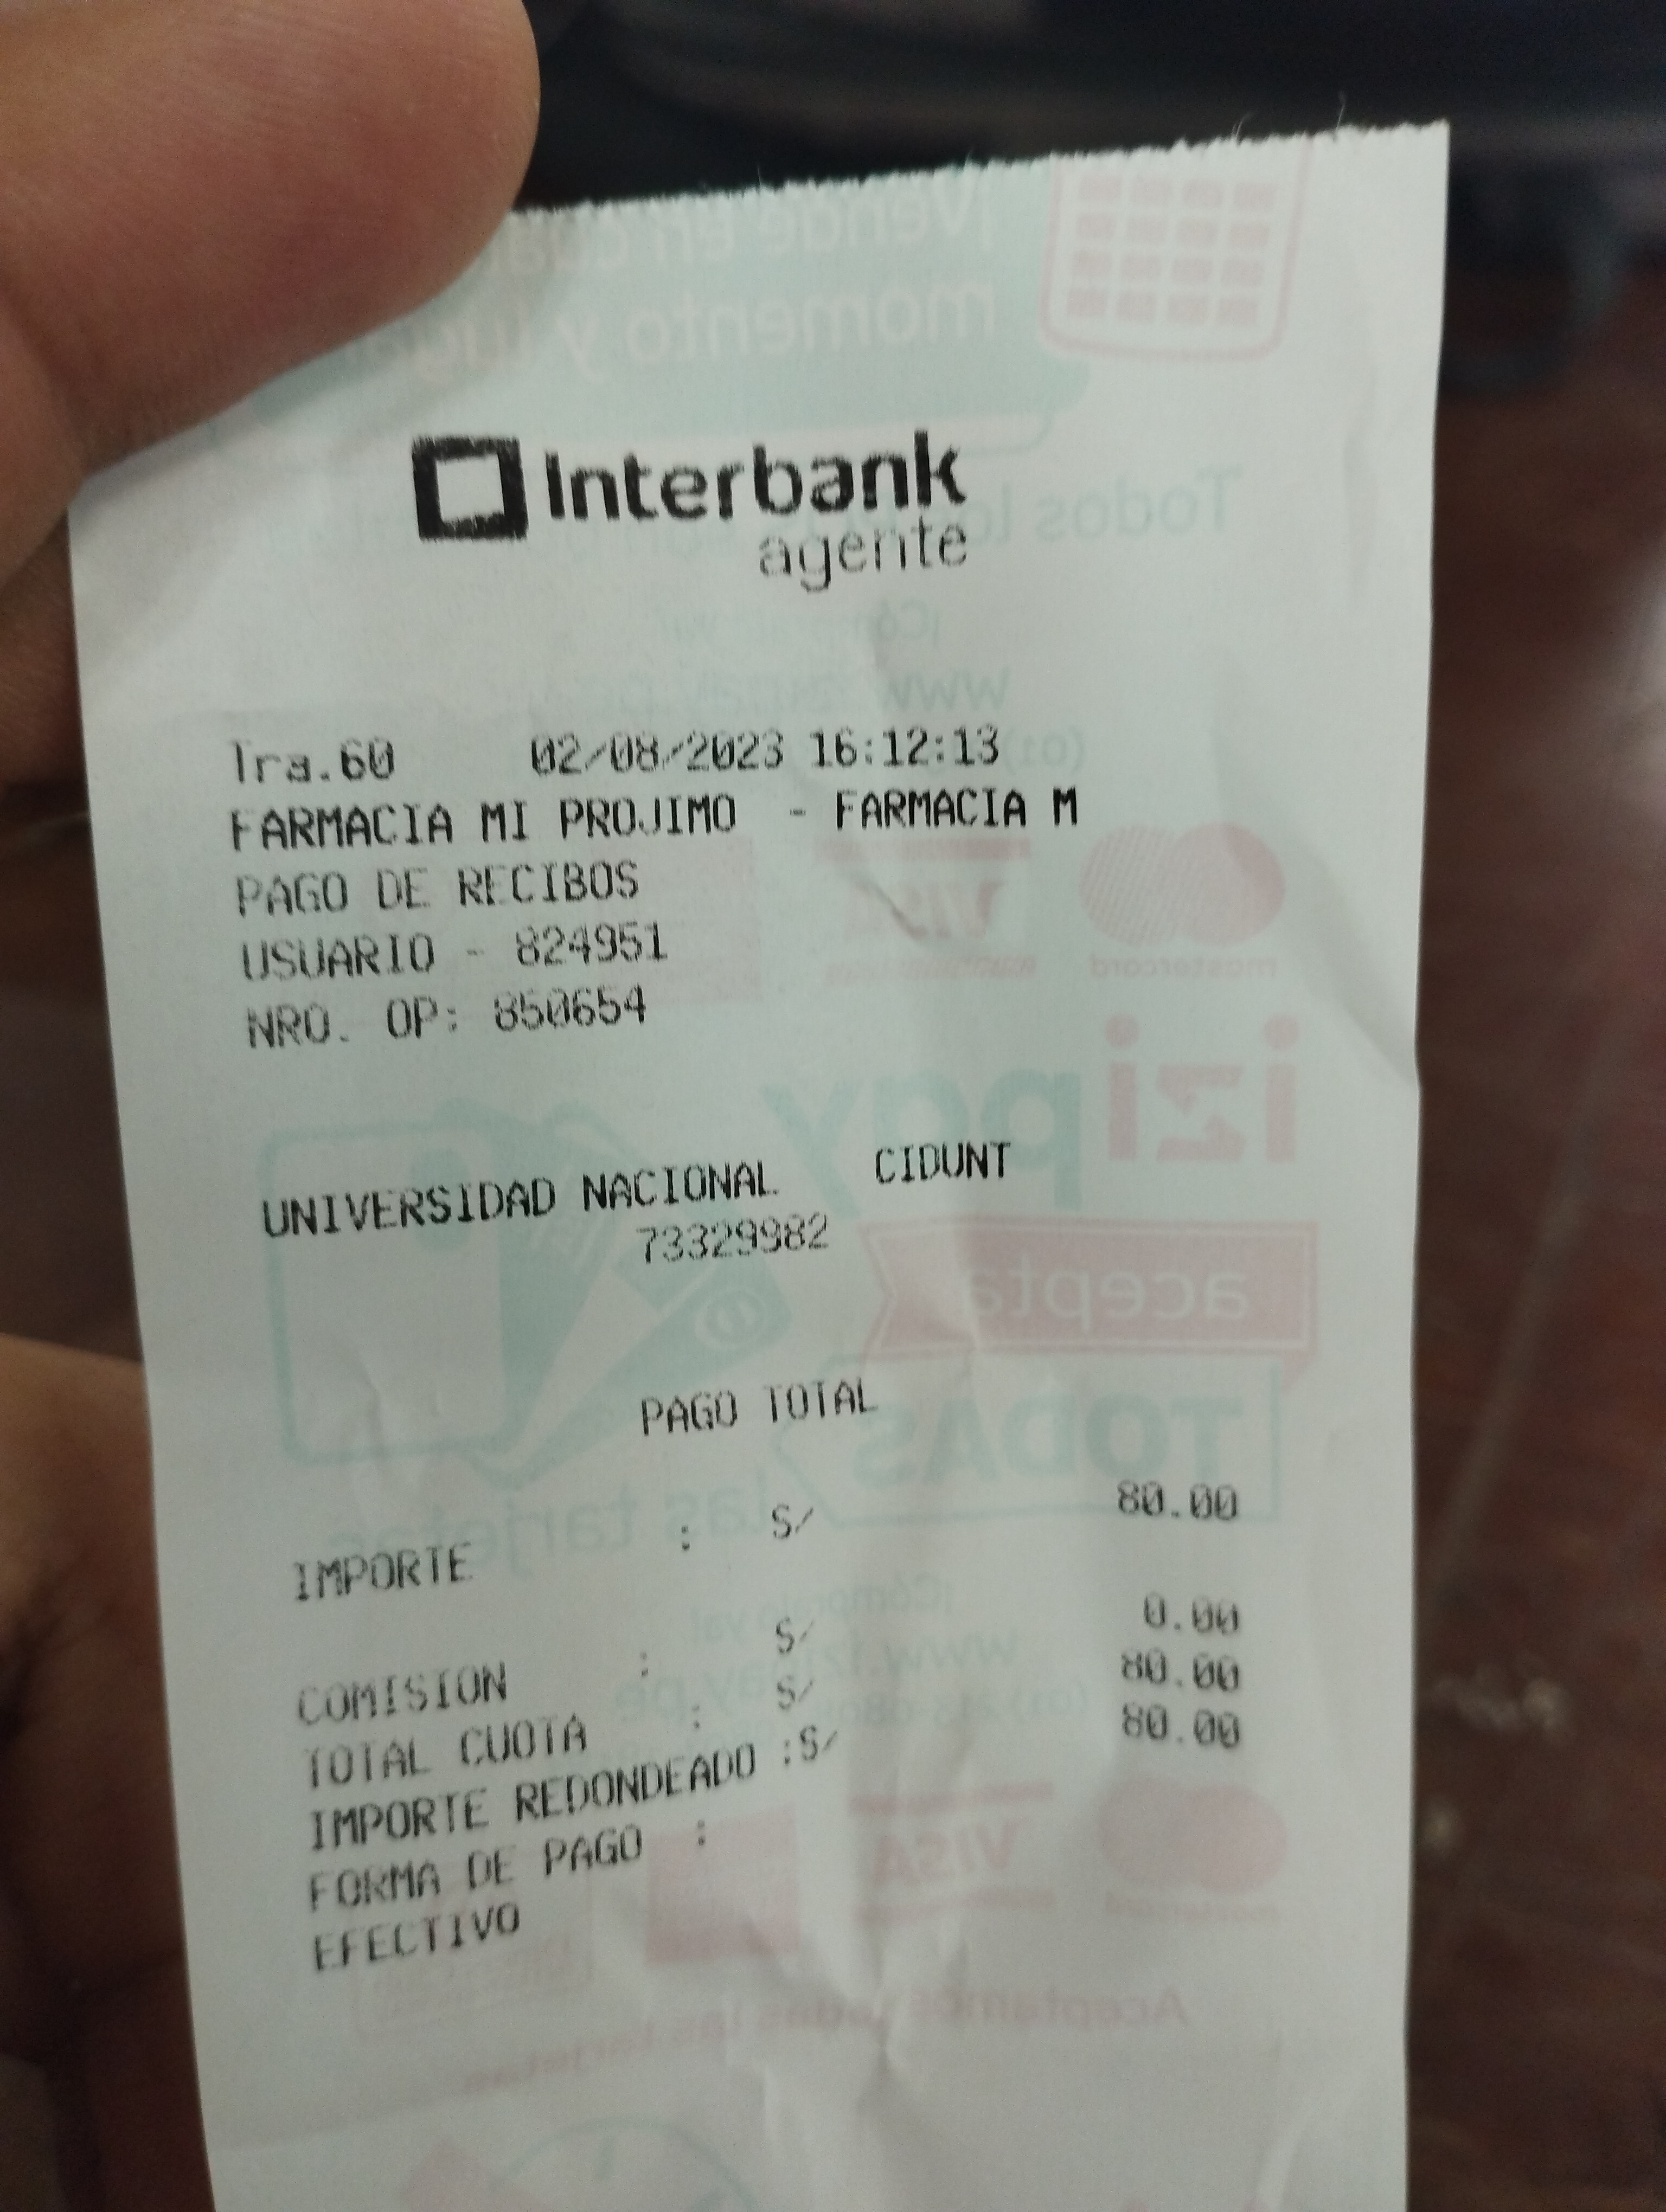 Interbank
agente
Tra.60 02/08/2023 16:12:13
FARMACIA MI PROJIMO - FARMACIA M
PAGO DE RECIBOS
USUARIO - 824951
NRO. OP: 850654
UNIVERSIDAD NACIONAL CIDUNT
73329982
PAGO TOTAL
IMPORTE : S/ 80.00
COMISION : S/ 0.00
TOTAL CUOTA : S/ 80.00
IMPORTE REDONDEADO :S/ 80.00
FORMA DE PAGO :
EFECTIVO